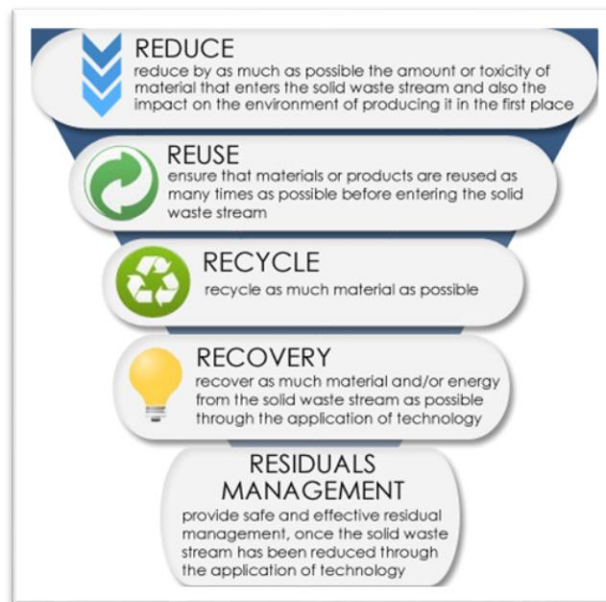 REDUCE
reduce by as much as possible the amount or toxicity of
material that enters the solid waste stream and also the
impact on the environment of producing it in the first place
REUSE
ensure that materials or products are reused as
many times as possible before entering the solid
waste stream
RECYCLE
recycle as much material as possible
RECOVERY
recover as much material and/or energy
from the solid waste stream as possible
through the application of technology
RESIDUALS
MANAGEMENT
provide safe and effective residual
management, once the solid waste
stream has been reduced through
the application of technology